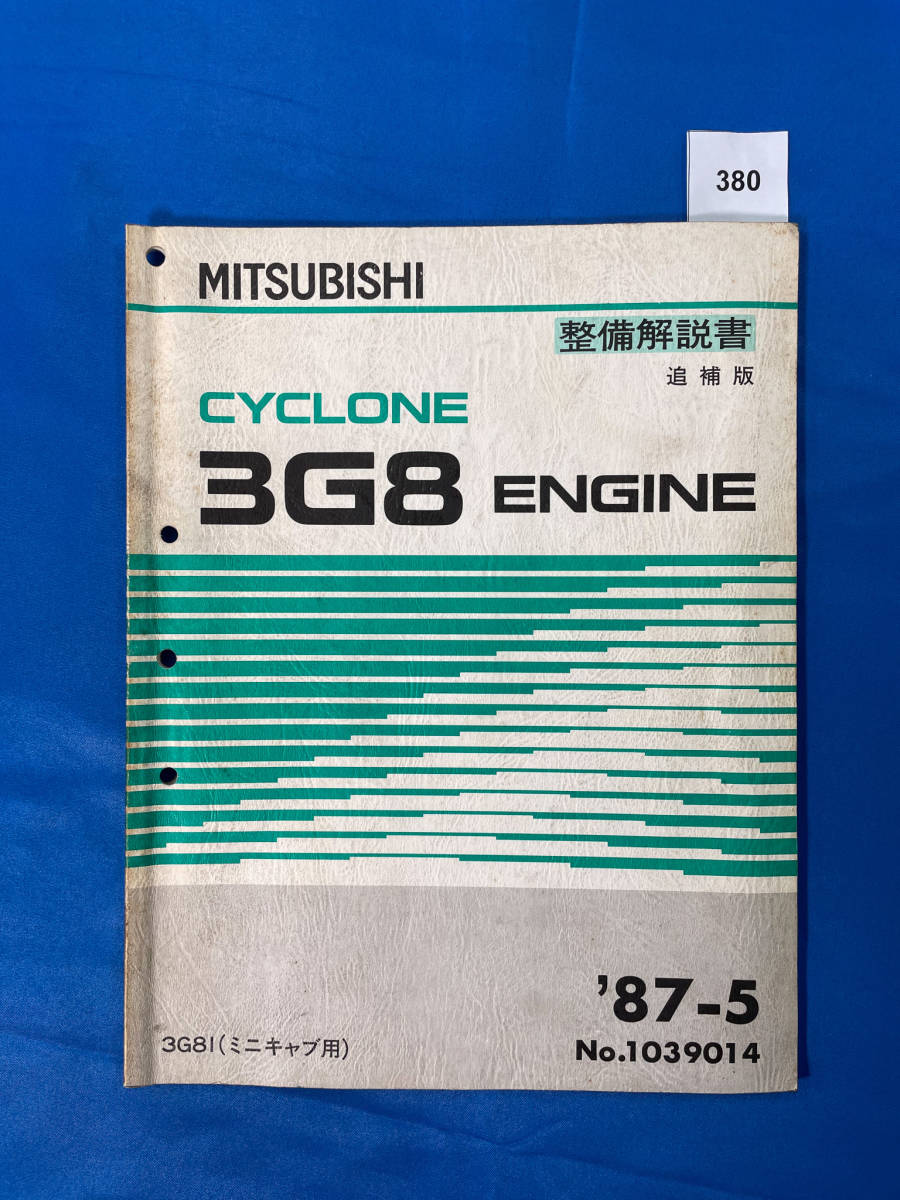 380
MITSUBISHI
整備解説書
追補版
CYCLONE
3G8 ENGINE
'87-5
3G81(ミニキャブ用)
No.1039014